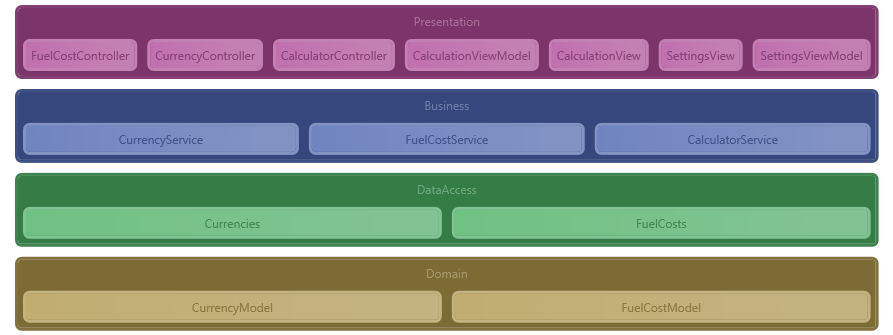 Presentation
FuelCostController CurrencyController CalculatorController CalculationViewModel CalculationView SettingsView SettingsViewModel
Business
CurrencyService FuelCostService CalculatorService
DataAccess
Currencies FuelCosts
Domain
CurrencyModel FuelCostModel